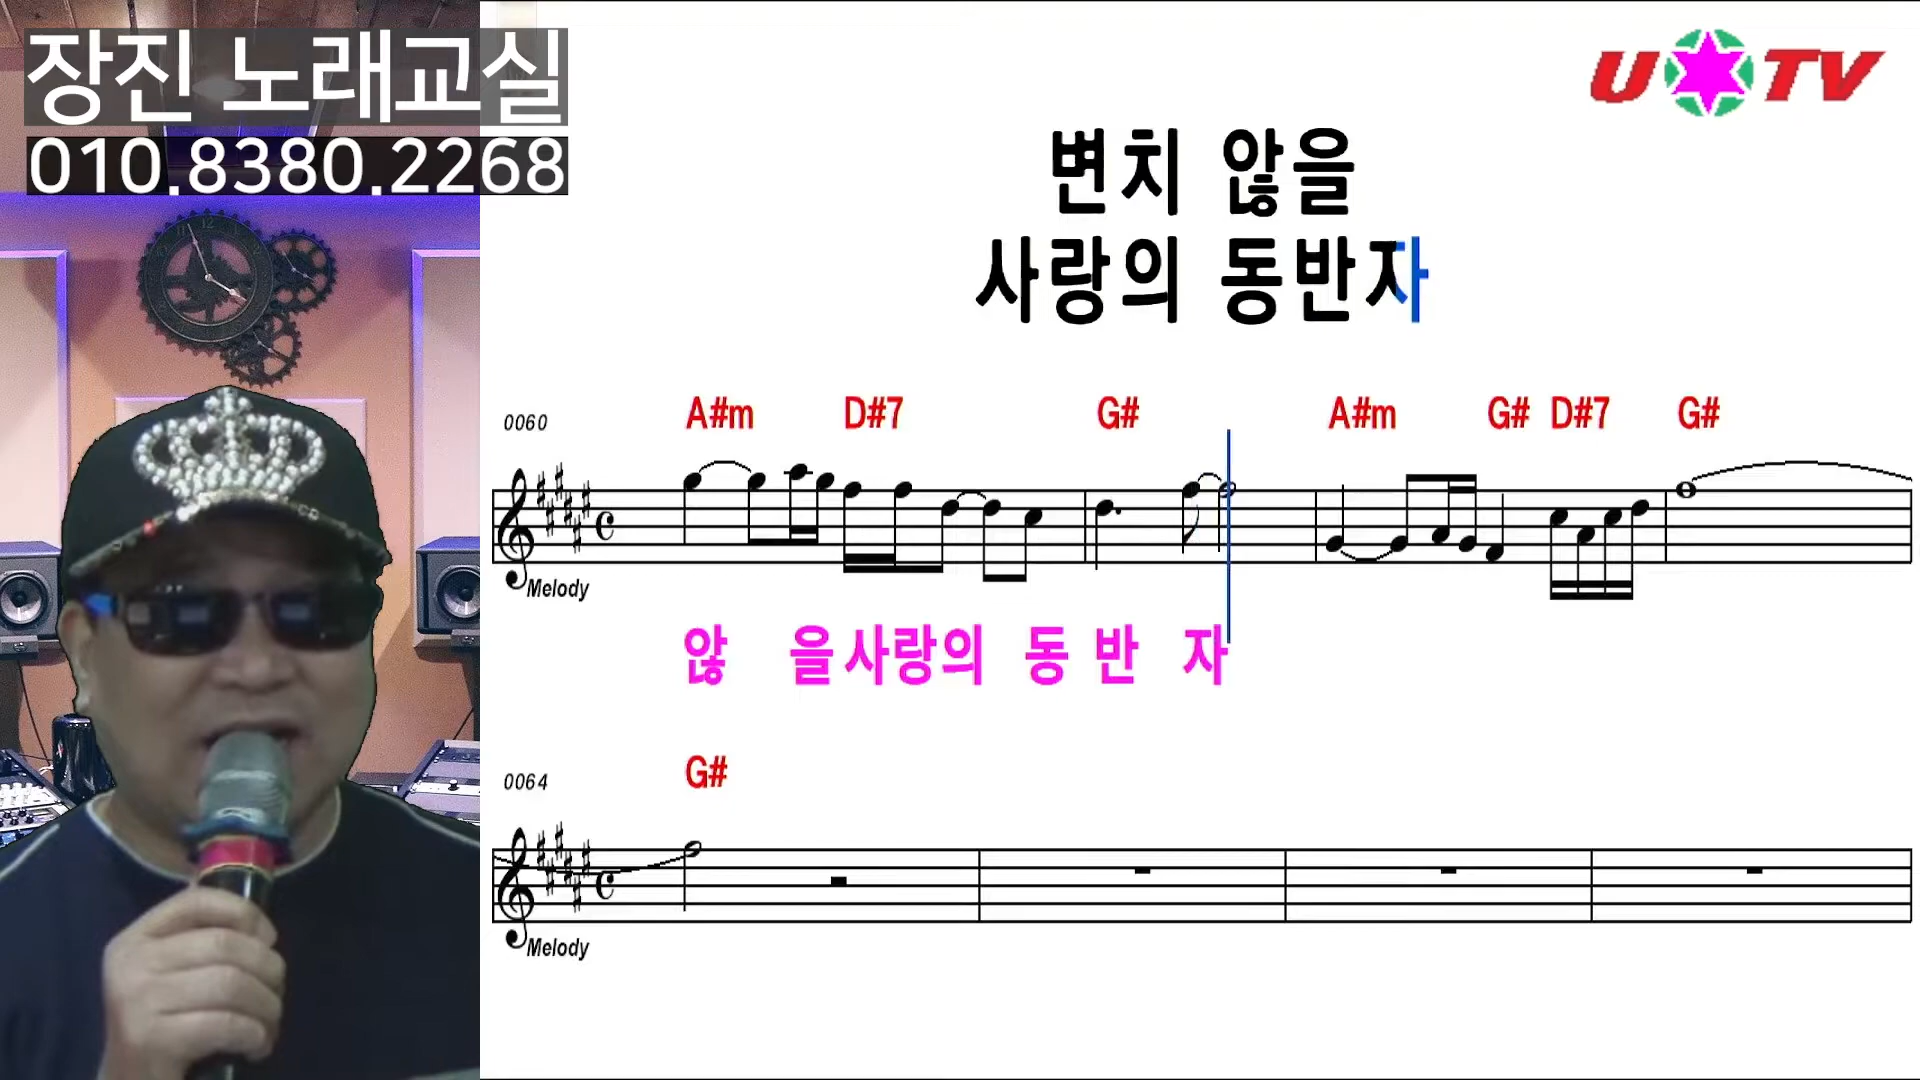 장진 노래교실
010.8380.2268
U TV
변치 않을
사랑의 동반자
0060
A#m D#7 G# A#m G# D#7 G#
Melody
않 을사랑의 동 반 자
0064
G#
Melody